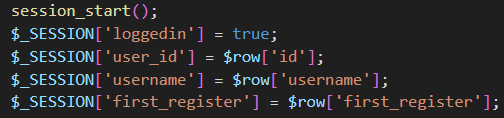 session_start();
$_SESSION['loggedin'] = true;
$_SESSION['user_id'] = $row['id'];
$_SESSION['username'] = $row['username'];
$_SESSION['first_register'] = $row['first_register'];